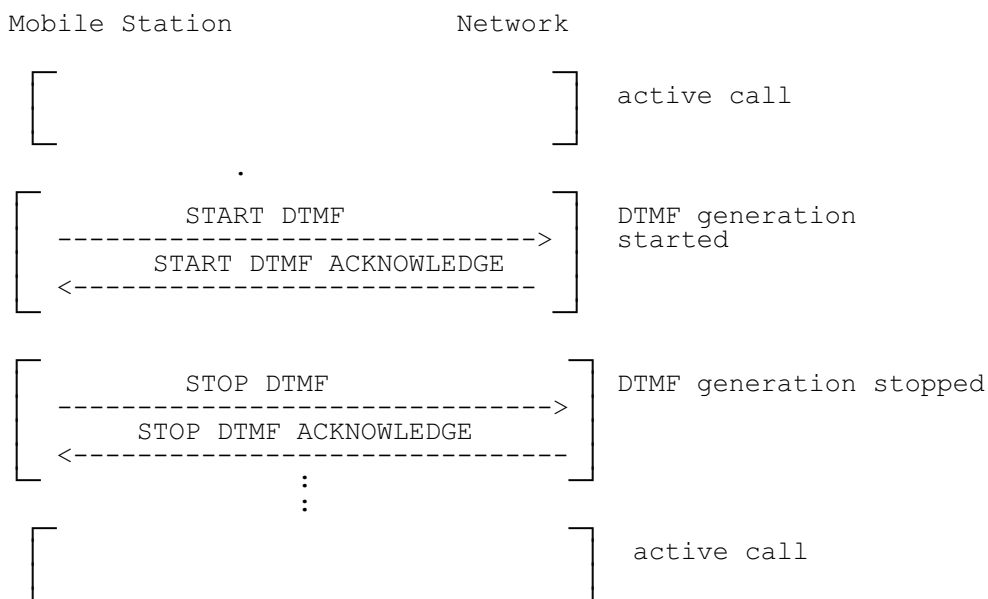 Mobile Station Network
active call
.
START DTMF DTMF generation
------------------------------> started
START DTMF ACKNOWLEDGE
<-----------------------------
STOP DTMF DTMF generation stopped
------------------------------->
STOP DTMF ACKNOWLEDGE
<-------------------------------
:
:
active call